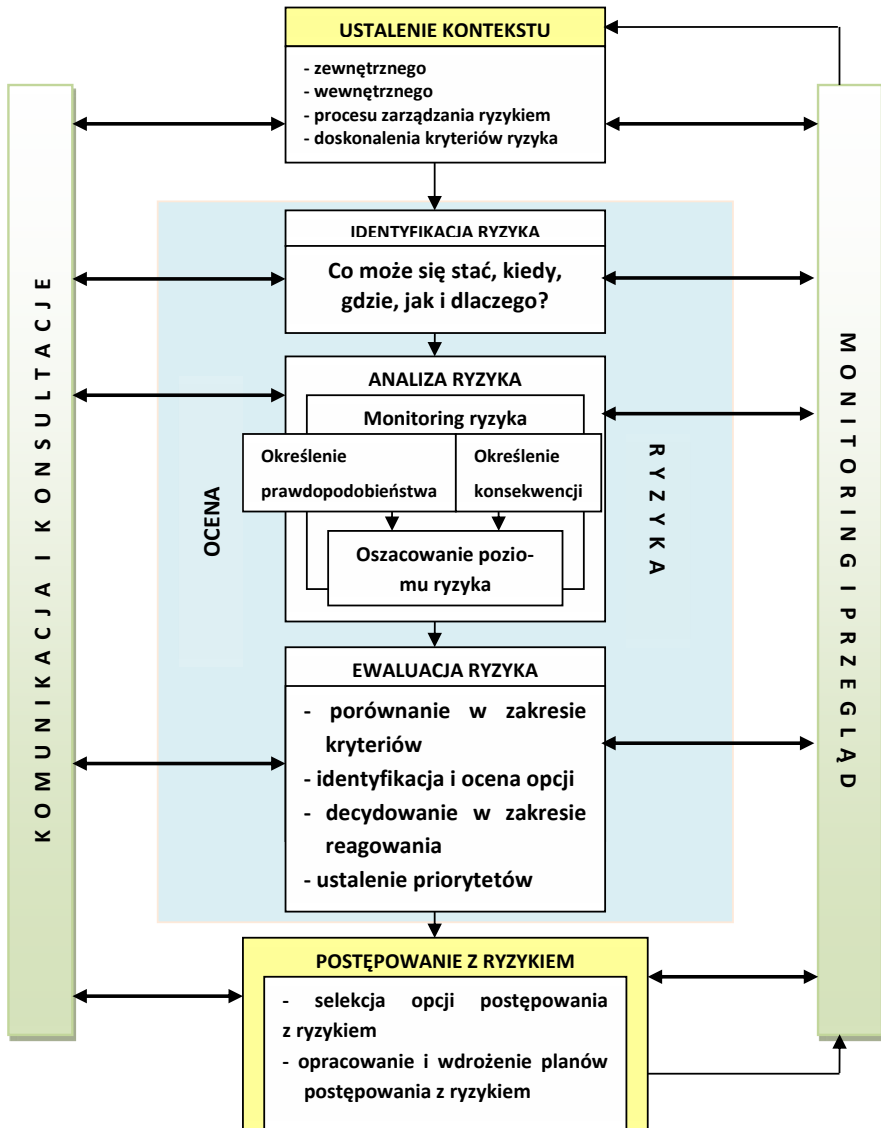 USTALENIE KONTEKSTU
- zewnętrznego
- wewnętrznego
- procesu zarządzania ryzykiem
- doskonalenia kryteriów ryzyka
KOMUNIKACJA I KONSULTACJE
MONITORING I PRZEGLĄD
IDENTYFIKACJA RYZYKA
Co może się stać, kiedy,
gdzie, jak i dlaczego?
OCENA
RYZYKA
ANALIZA RYZYKA
Monitoring ryzyka
Określenie
prawdopodobieństwa
Określenie
konsekwencji
Oszacowanie pozio-
mu ryzyka
EWALUACJA RYZYKA
- porównanie w zakresie
kryteriów
- identyfikacja i ocena opcji
- decydowanie w zakresie
reagowania
- ustalenie priorytetów
POSTĘPOWANIE Z RYZYKIEM
- selekcja opcji postępowania
z ryzykiem
- opracowanie i wdrożenie planów
postępowania z ryzykiem